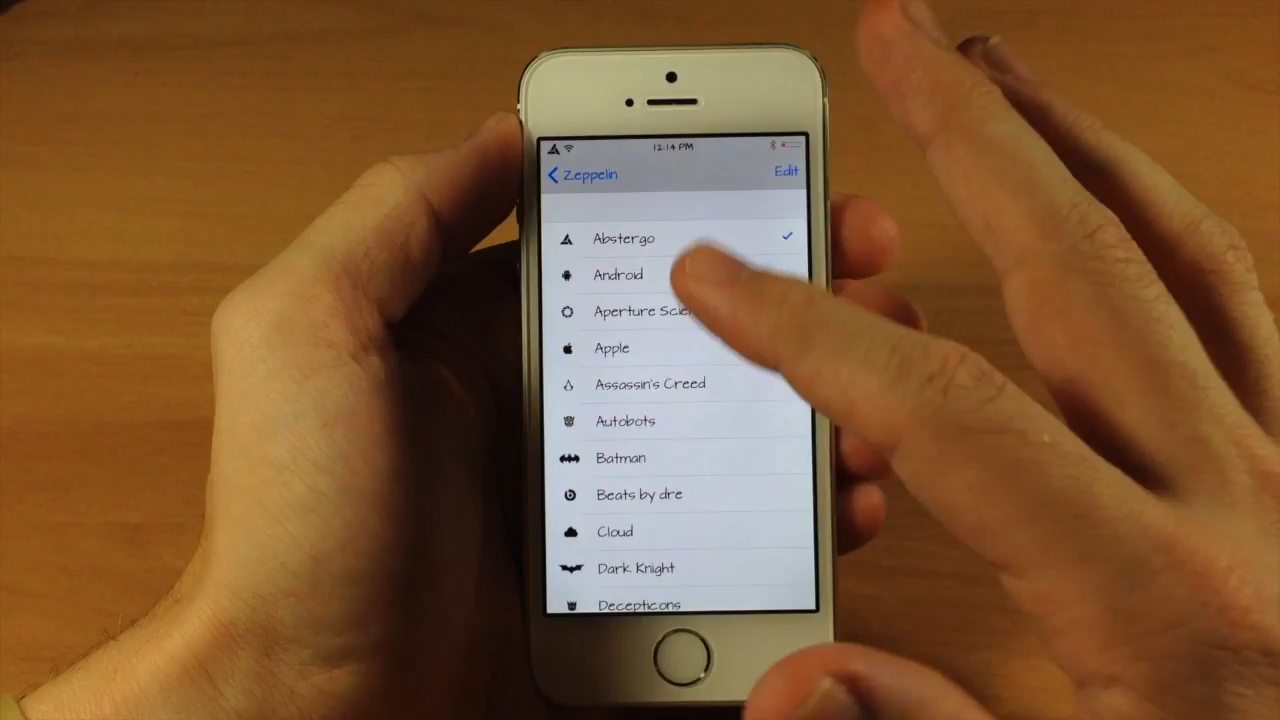 12:14 PM
Zeppelin
Edit
Abstergo
Android
Aperture
Apple
Assassin's Creed
Autobots
Batman
Beats by dre
Cloud
Dark Knight
Decepticons